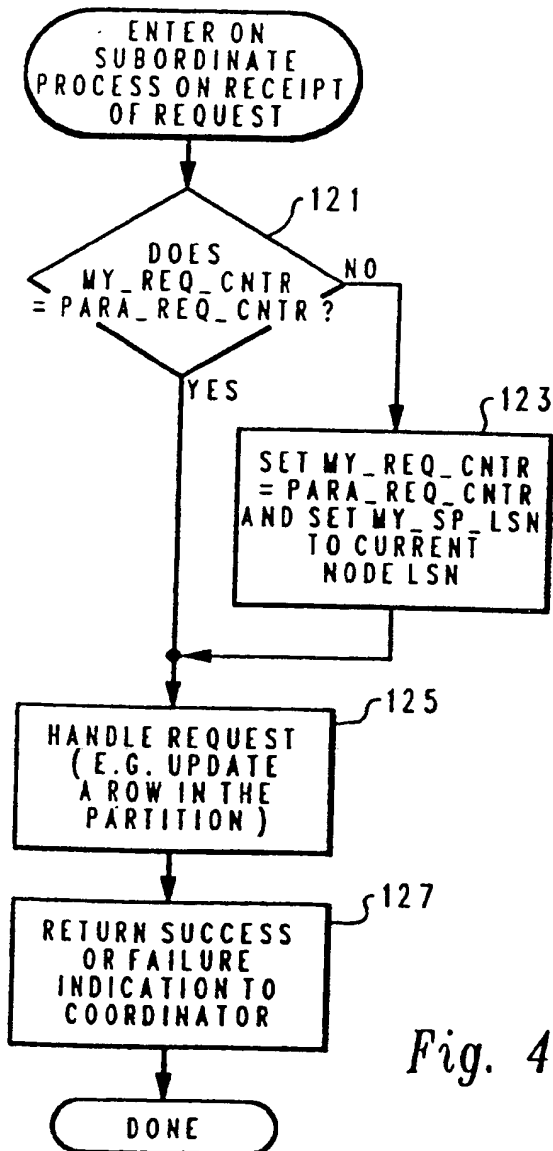 ENTER ON
SUBORDINATE
PROCESS ON RECEIPT
OF REQUEST
121
DOES
MY_REQ_CNTR
= PARA_REQ_CNTR ?
NO
YES
123
SET MY_REQ_CNTR
= PARA_REQ_CNTR
AND SET MY_SP_LSN
TO CURRENT
NODE LSN
125
HANDLE REQUEST
( E.G. UPDATE
A ROW IN THE
PARTITION )
127
RETURN SUCCESS
OR FAILURE
INDICATION TO
COORDINATOR
Fig. 4
DONE